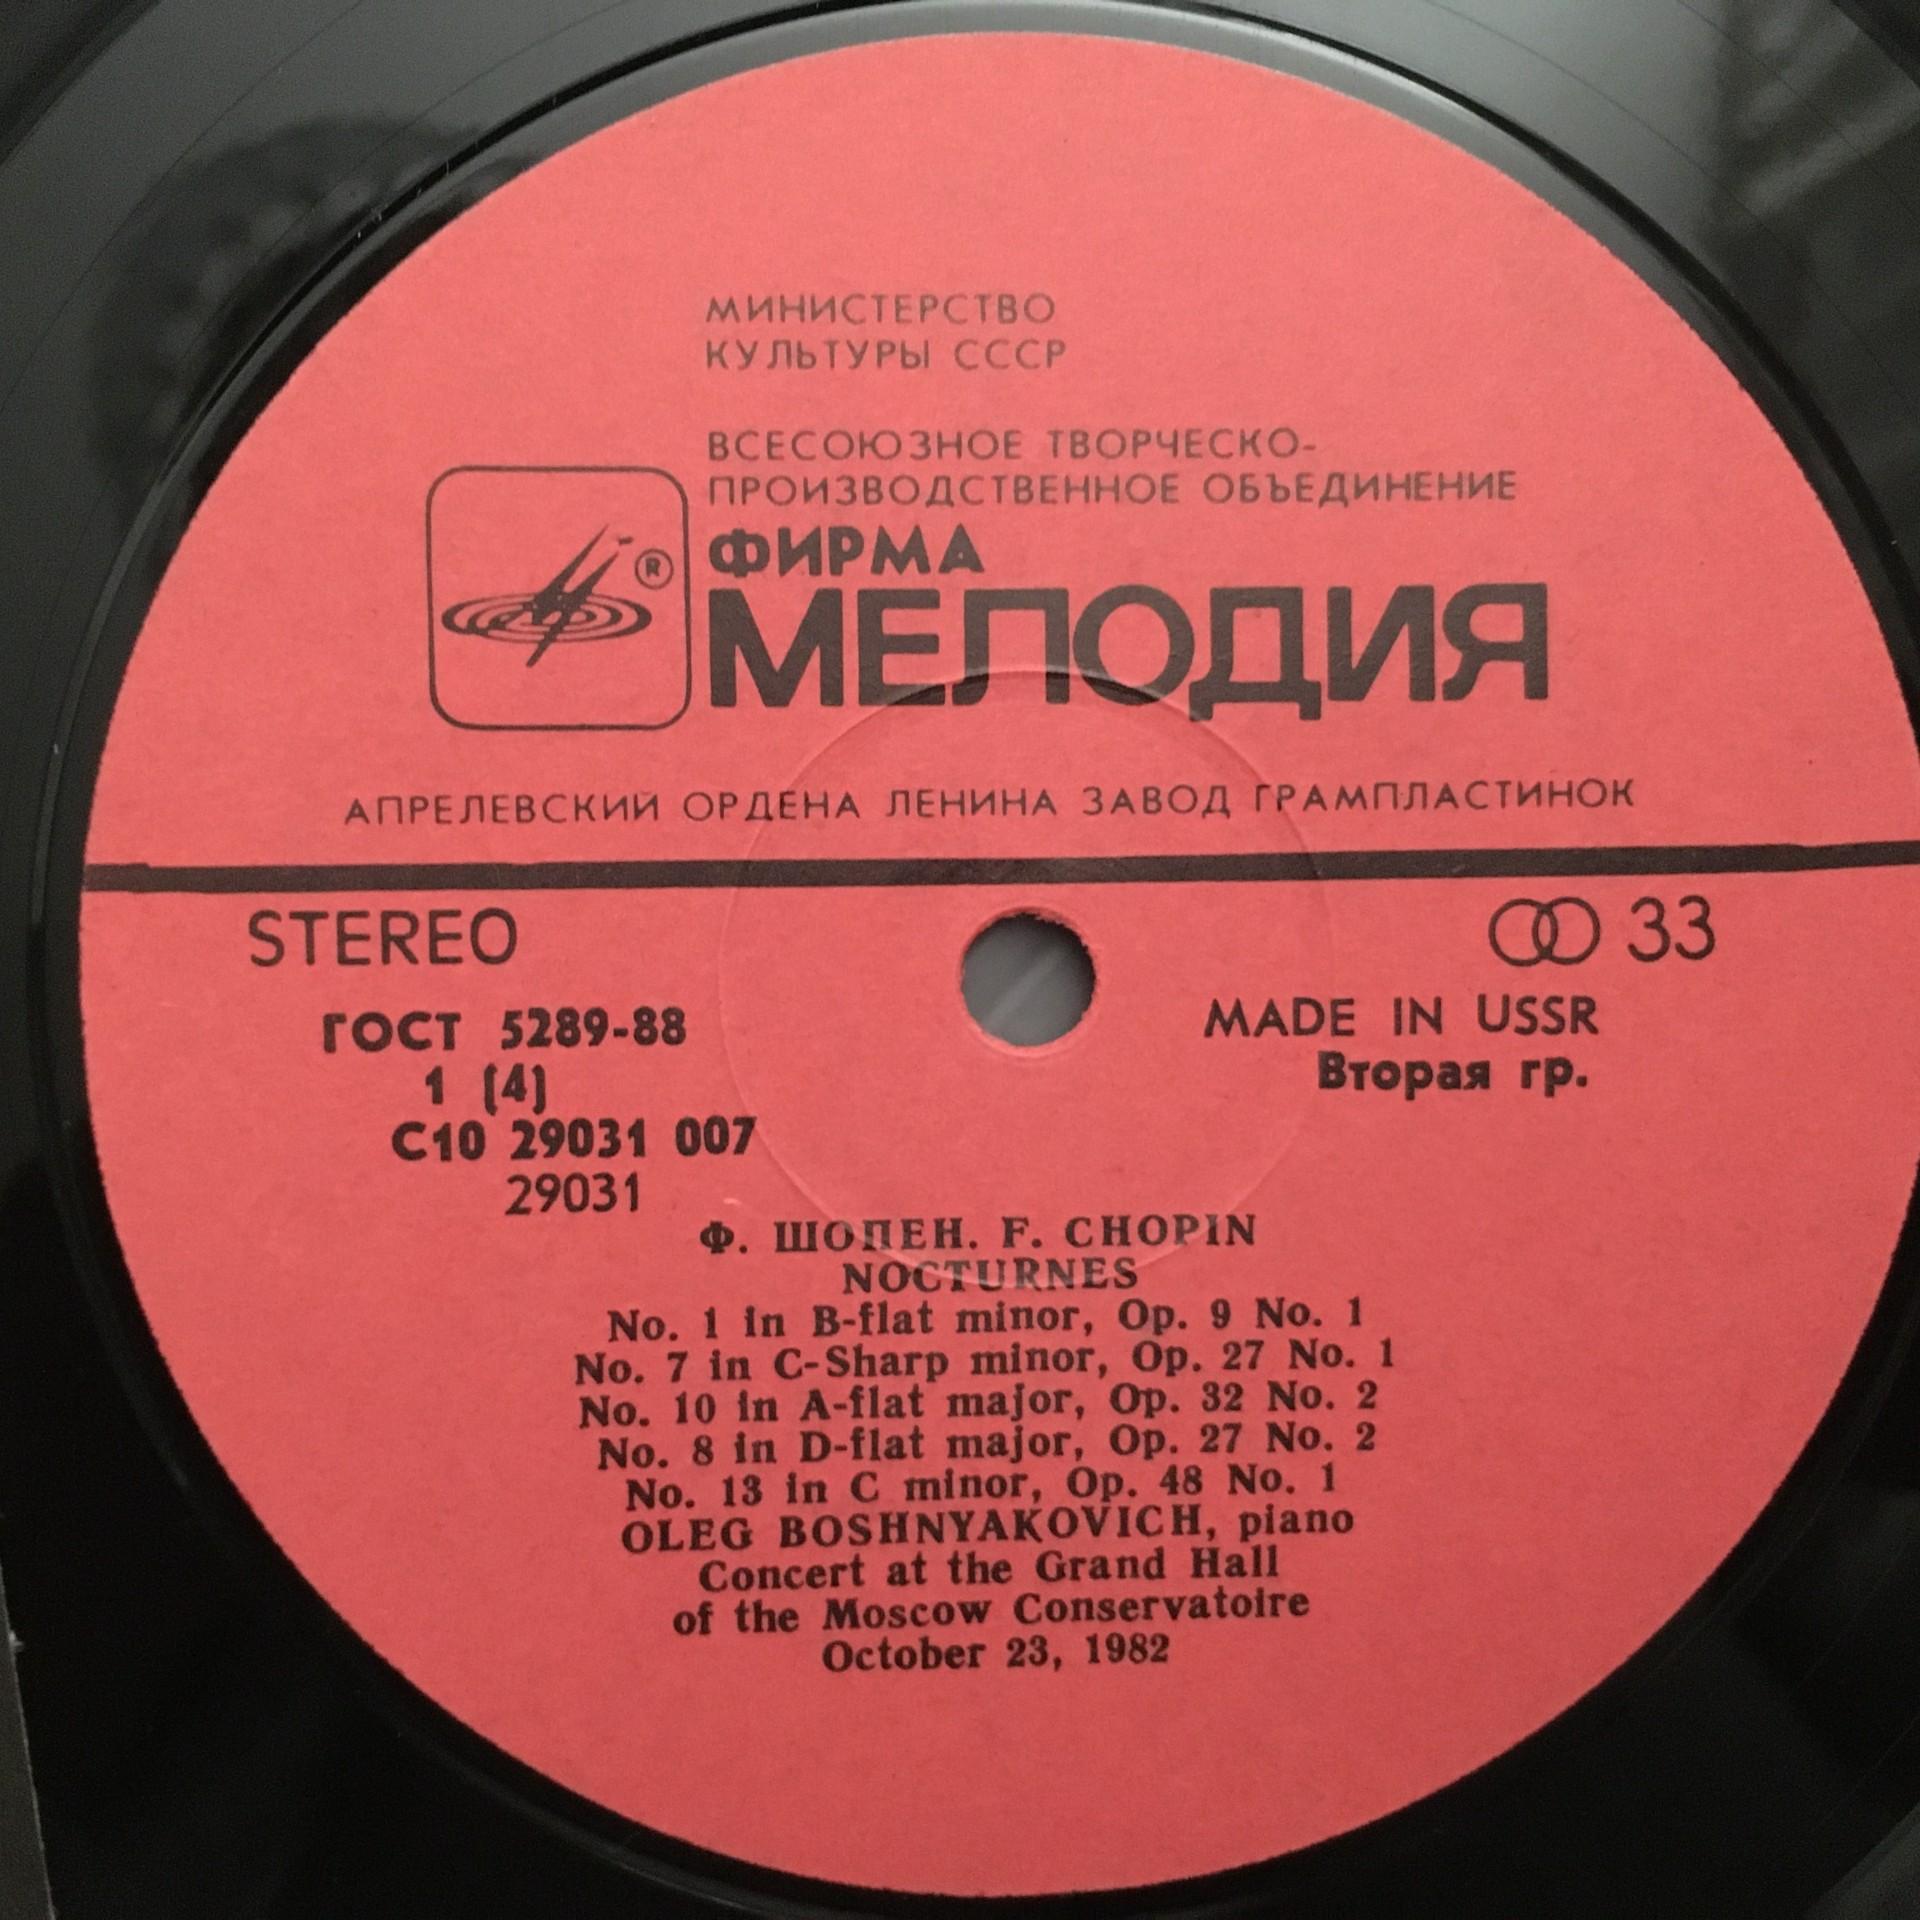 МИНИСТЕРСТВО
КУЛЬТУРЫ СССР
ВСЕСОЮЗНОЕ ТВОРЧЕСКО-
ПРОИЗВОДСТВЕННОЕ ОБЪЕДИНЕНИЕ
®
ФИРМА
МЕЛОДИЯ
АПРЕЛЕВСКИЙ ОРДЕНА ЛЕНИНА ЗАВОД ГРАМПЛАСТИНОК
STEREO
33
ГОСТ 5289-88
1 (4)
С10 29031 007
29031
MADE IN USSR
Вторая гр.
Ф. ШОПЕН. F. CHOPIN
NOCTURNES
No. 1 in B-flat minor, Op. 9 No. 1
No. 7 in C-Sharp minor, Op. 27 No. 1
No. 10 in A-flat major, Op. 32 No. 2
No. 8 in D-flat major, Op. 27 No. 2
No. 13 in C minor, Op. 48 No. 1
OLEG BOSHNYAKOVICH, piano
Concert at the Grand Hall
of the Moscow Conservatoire
October 23, 1982